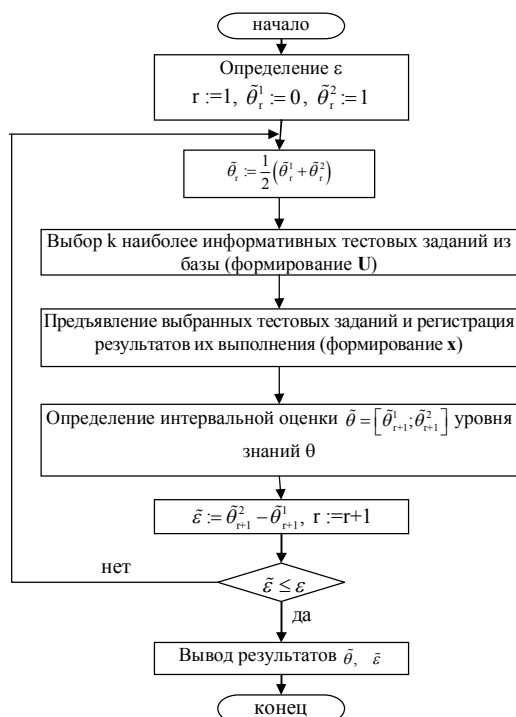 начало
Определение ε
r :=1, θ̃¹ᵣ := 0, θ̃²ᵣ := 1
θ̃ᵣ := 1/2 (θ̃¹ᵣ + θ̃²ᵣ)
Выбор k наиболее информативных тестовых заданий из
базы (формирование U)
Предъявление выбранных тестовых заданий и регистрация
результатов их выполнения (формирование x)
Определение интервальной оценки θ̃ = [θ̃¹ᵣ₊₁; θ̃²ᵣ₊₁] уровня
знаний θ
ε̃ := θ̃²ᵣ₊₁ − θ̃¹ᵣ₊₁, r :=r+1
нет
ε̃ ≤ ε
да
Вывод результатов θ̃, ε̃
конец